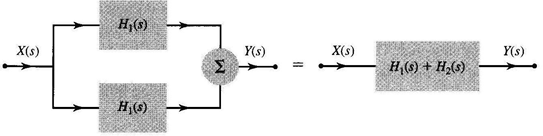 H₁(s)
X(s)
Y(s)
Σ
H₁(s)
=
X(s)
Y(s)
H₁(s) + H₂(s)